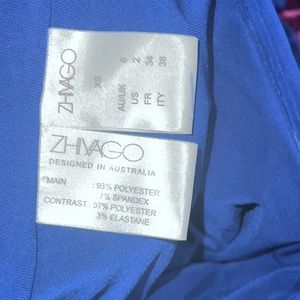 ZHIVAGO
XS
AU/UK 6
US 2
FR 34
ITY 38
ZHIVAGO
DESIGNED IN AUSTRALIA
MAIN : 93% POLYESTER
7% SPANDEX
CONTRAST : 97% POLYESTER
3% ELASTANE